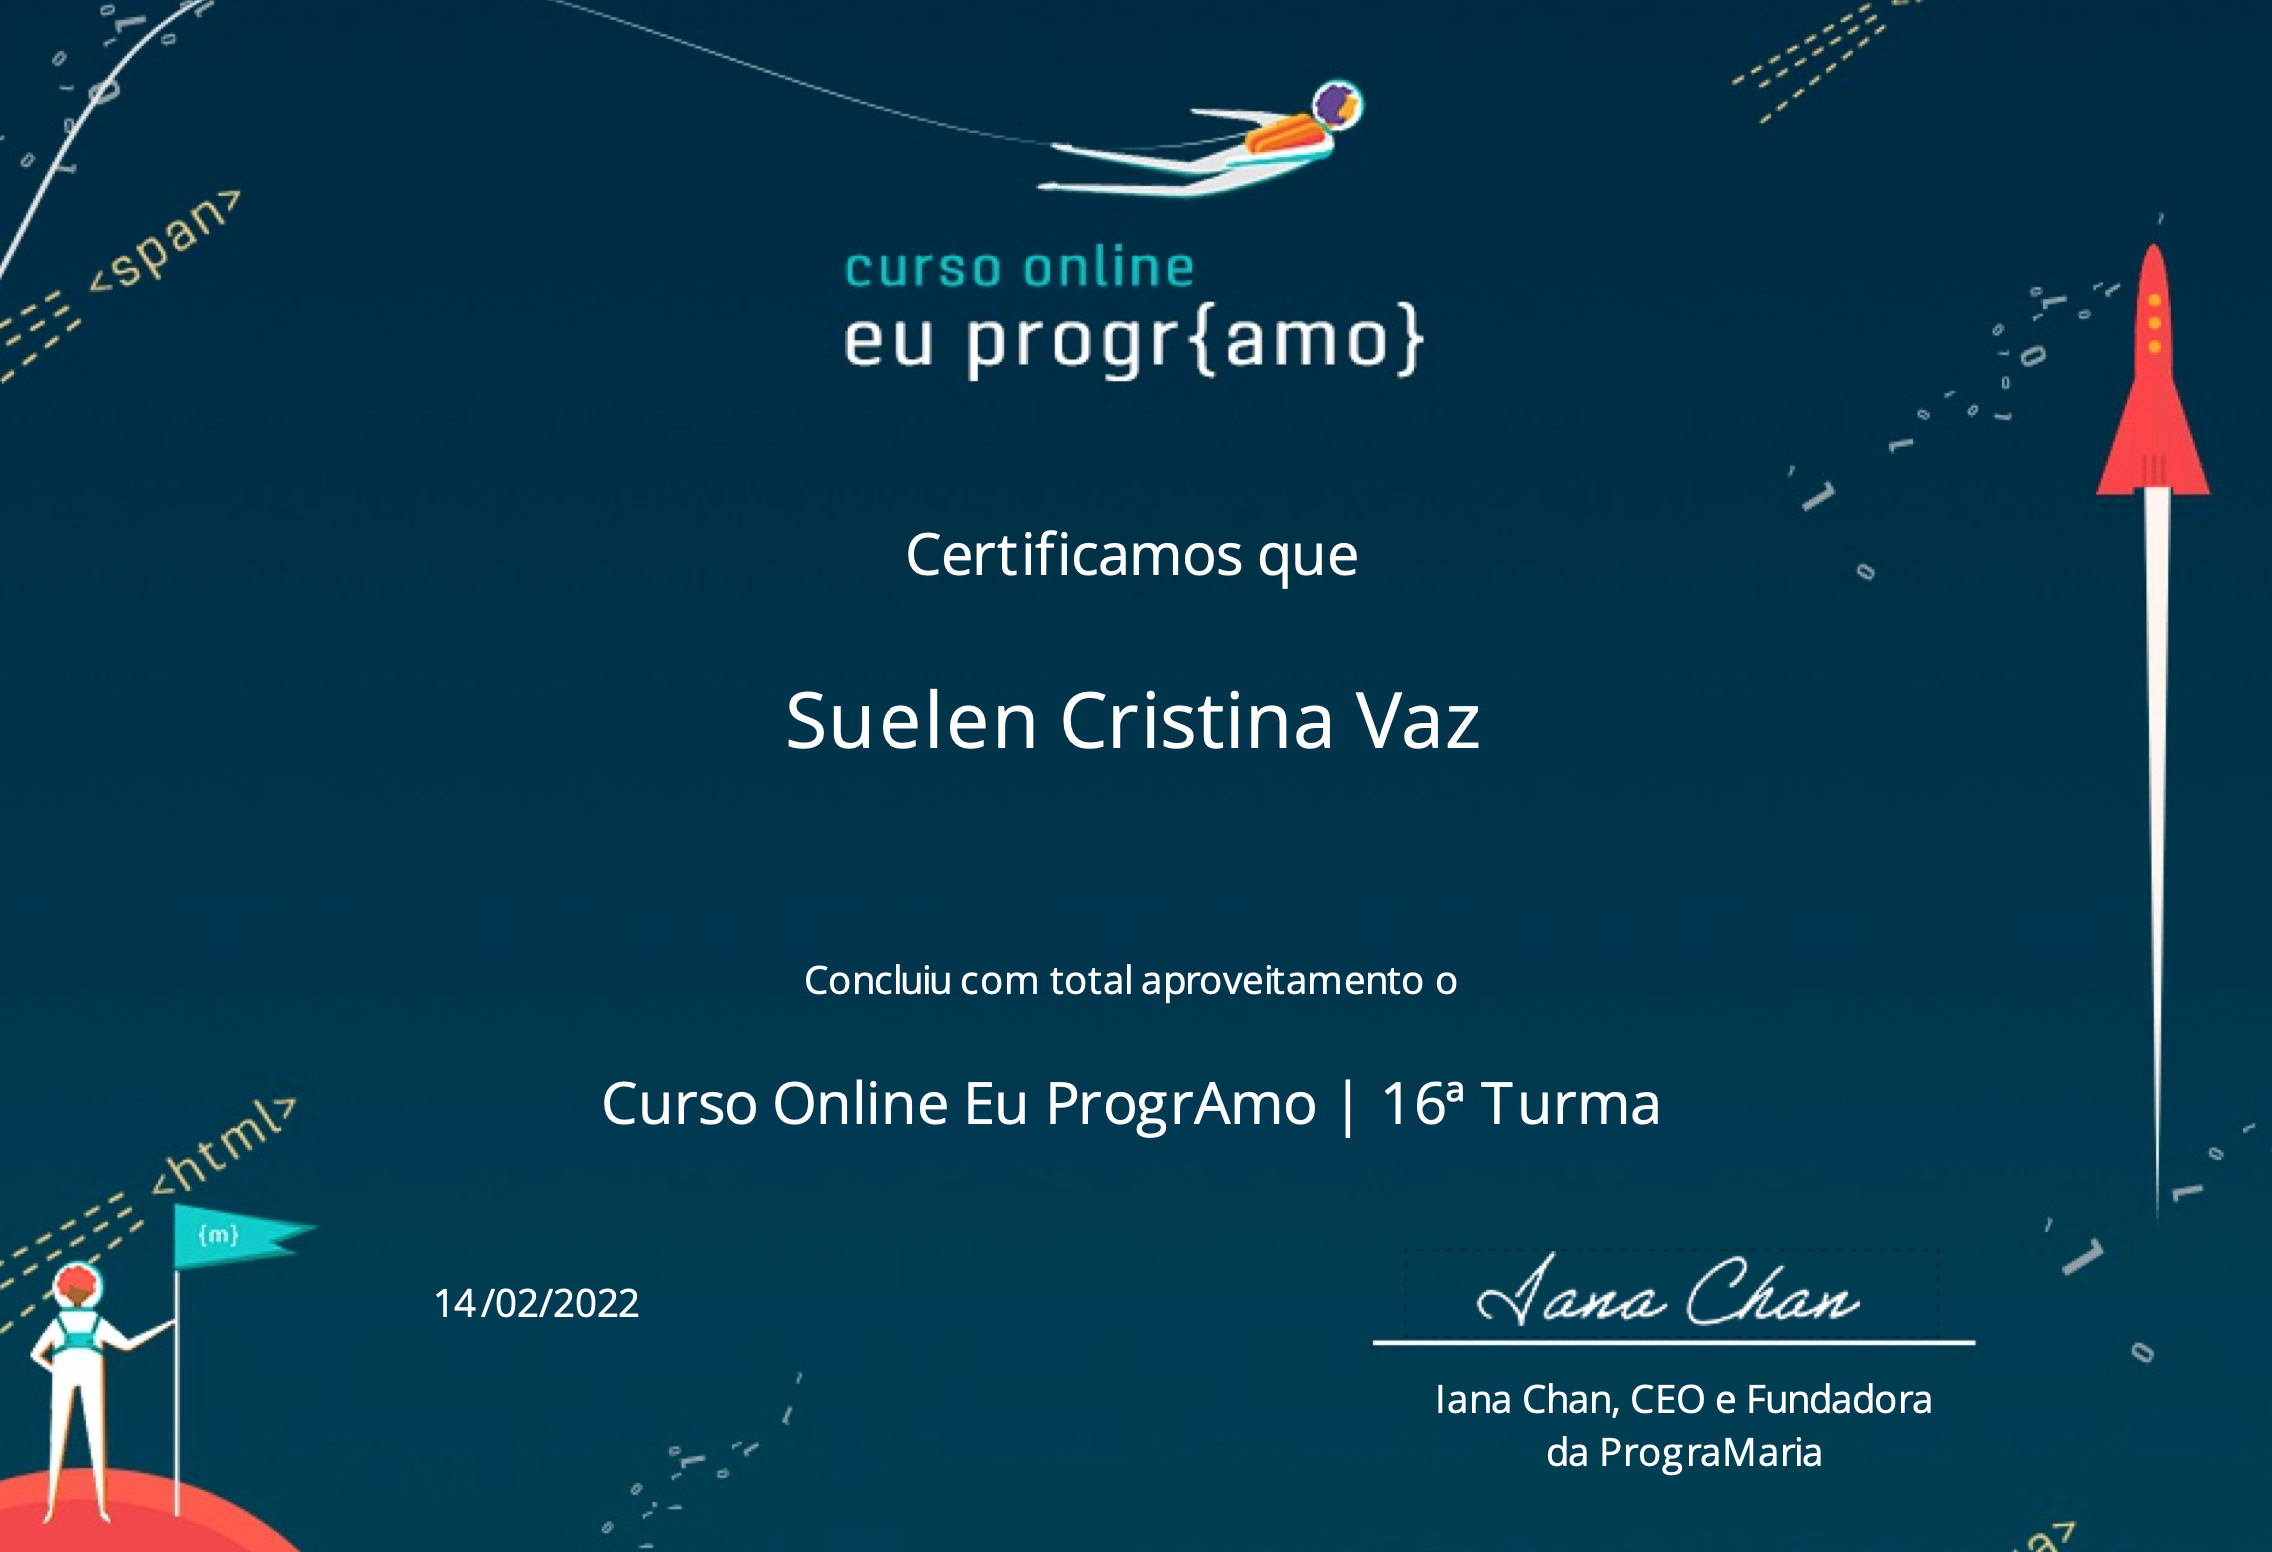 <span>
curso online
eu progr{amo}
Certificamos que
Suelen Cristina Vaz
Concluiu com total aproveitamento o
Curso Online Eu ProgrAmo | 16ª Turma
<html>
{m}
14/02/2022
Iana Chan
Iana Chan, CEO e Fundadora
da PrograMaria